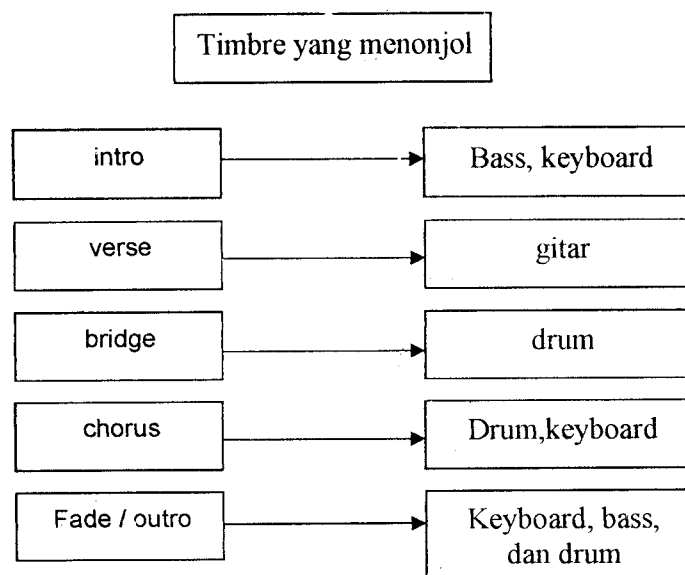 Timbre yang menonjol
intro
Bass, keyboard
verse
gitar
bridge
drum
chorus
Drum,keyboard
Fade / outro
Keyboard, bass,
dan drum